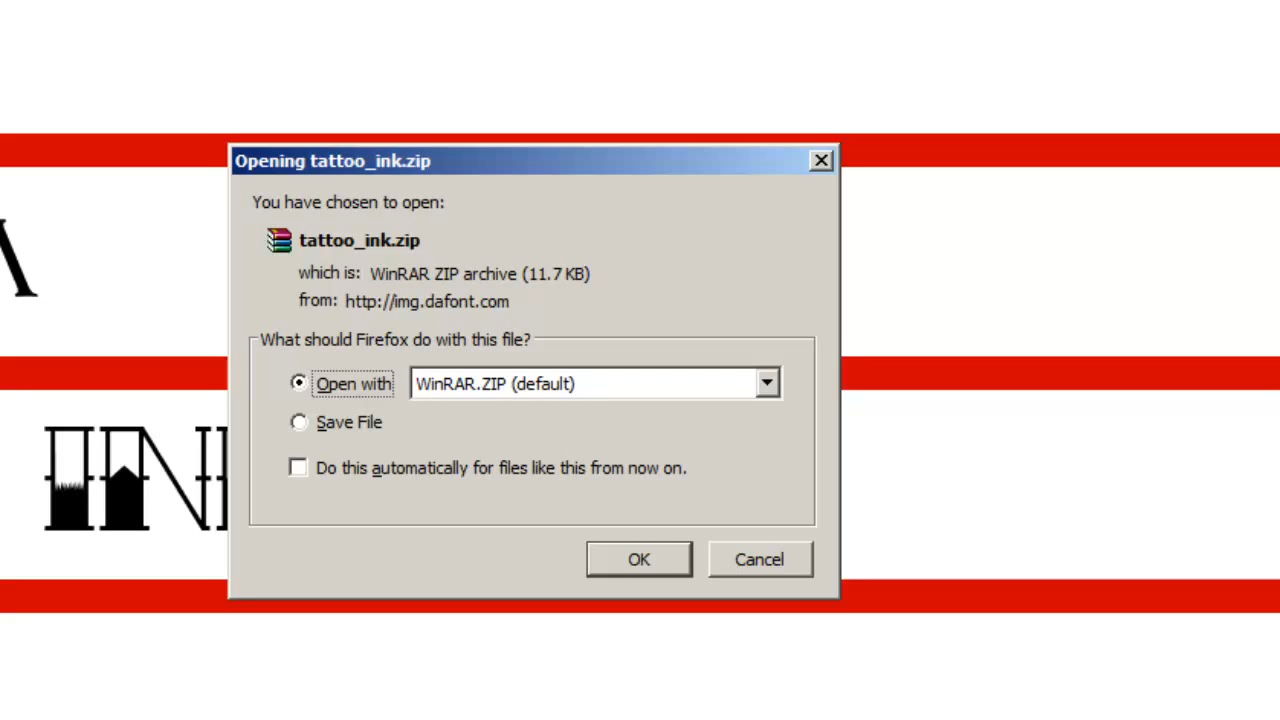 Opening tattoo_ink.zip
You have chosen to open:
tattoo_ink.zip
which is: WinRAR ZIP archive (11.7 KB)
from: http://img.dafont.com
What should Firefox do with this file?
Open with WinRAR.ZIP (default)
Save File
Do this automatically for files like this from now on.
OK Cancel